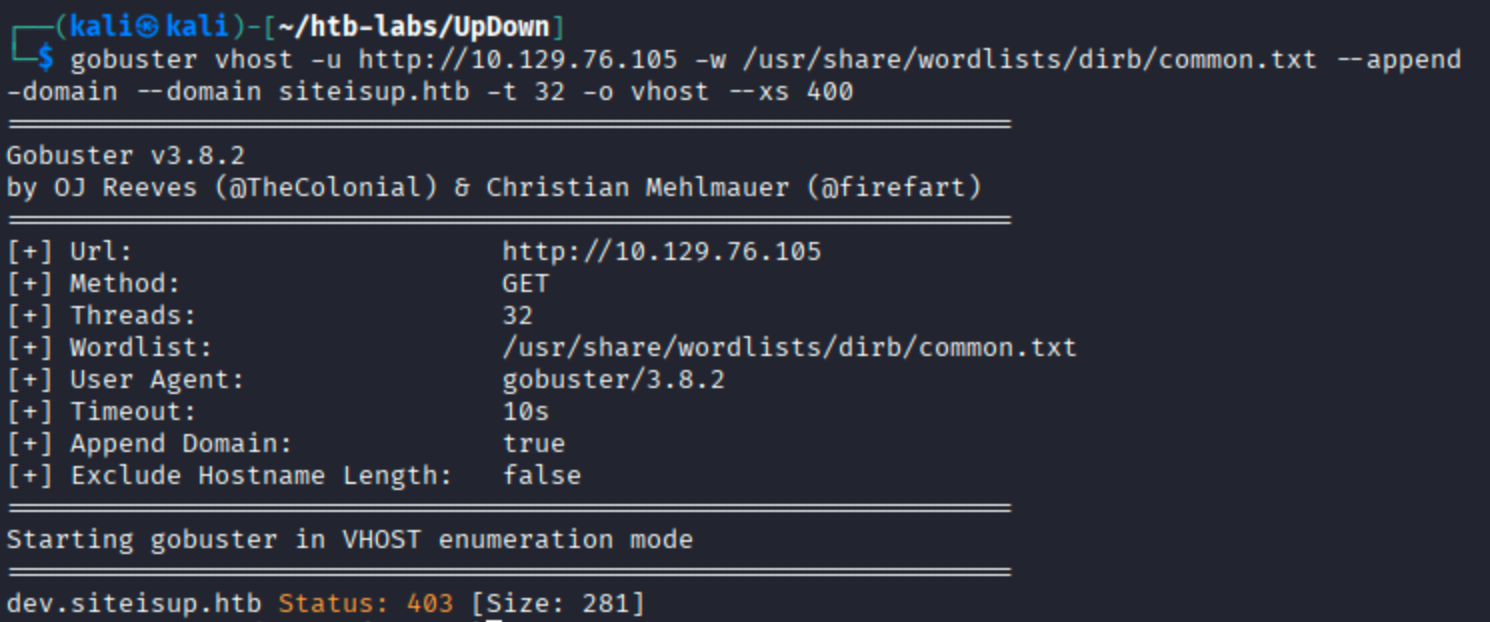 ┌──(kali㉿kali)-[~/htb-labs/UpDown]
└─$ gobuster vhost -u http://10.129.76.105 -w /usr/share/wordlists/dirb/common.txt --append
-domain --domain siteisup.htb -t 32 -o vhost --xs 400
===============================================================
Gobuster v3.8.2
by OJ Reeves (@TheColonial) & Christian Mehlmauer (@firefart)
===============================================================
[+] Url:                       http://10.129.76.105
[+] Method:                    GET
[+] Threads:                   32
[+] Wordlist:                  /usr/share/wordlists/dirb/common.txt
[+] User Agent:                gobuster/3.8.2
[+] Timeout:                   10s
[+] Append Domain:             true
[+] Exclude Hostname Length:   false
===============================================================
Starting gobuster in VHOST enumeration mode
===============================================================
dev.siteisup.htb Status: 403 [Size: 281]